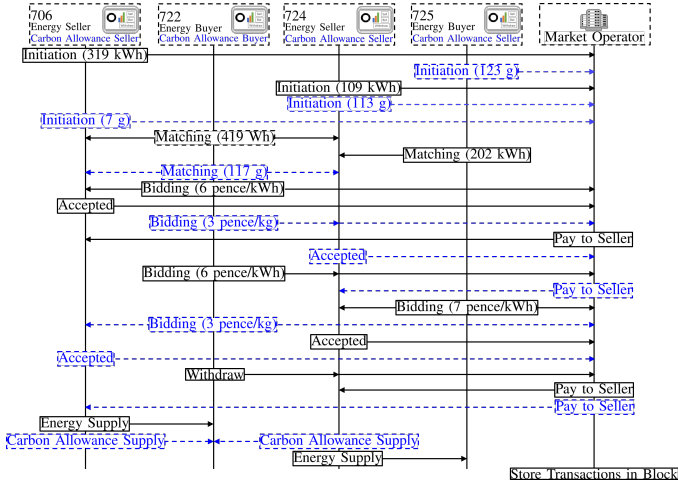 706
Energy Seller
Carbon Allowance Seller
722
Energy Buyer
Carbon Allowance Buyer
724
Energy Seller
Carbon Allowance Seller
725
Energy Buyer
Carbon Allowance Seller
Market Operator
Initiation (319 kWh)
Initiation (123 g)
Initiation (109 kWh)
Initiation (113 g)
Initiation (7 g)
Matching (419 Wh)
Matching (202 kWh)
Matching (117 g)
Bidding (6 pence/kWh)
Accepted
Bidding (3 pence/kg)
Pay to Seller
Accepted
Bidding (6 pence/kWh)
Pay to Seller
Bidding (7 pence/kWh)
Bidding (3 pence/kg)
Accepted
Accepted
Withdraw
Pay to Seller
Pay to Seller
Energy Supply
Carbon Allowance Supply
Carbon Allowance Supply
Energy Supply
Store Transactions in Block